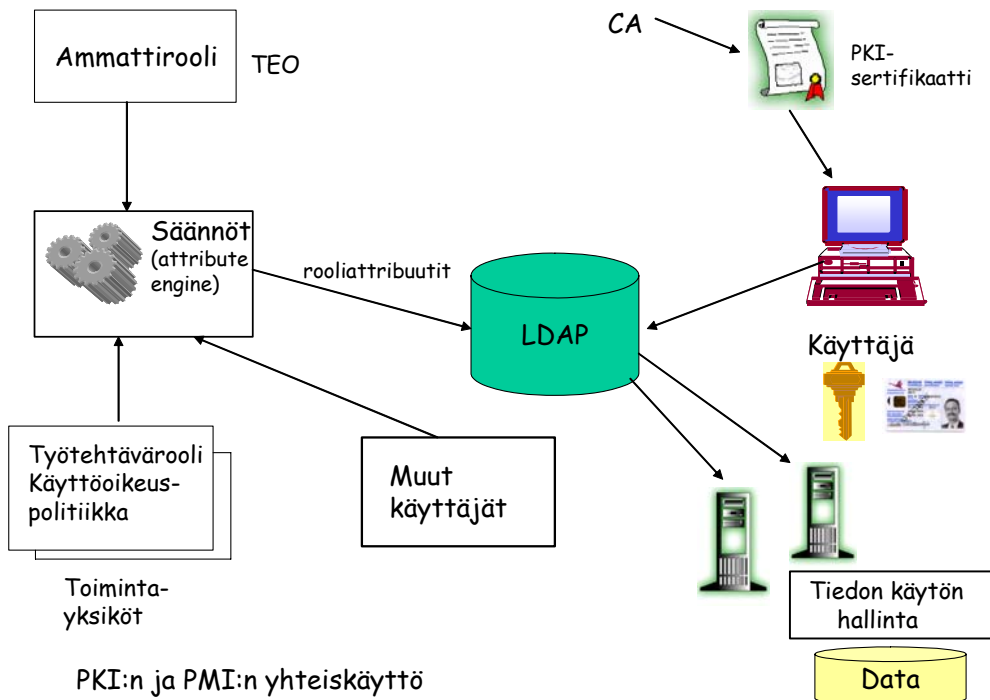 Ammattirooli
TEO
CA
PKI-
sertifikaatti
Säännöt
(attribute
engine)
rooliattribuutit
LDAP
Käyttäjä
Työtehtävärooli
Käyttöoikeus-
politiikka
Toiminta-
yksiköt
Muut
käyttäjät
Tiedon käytön
hallinta
Data
PKI:n ja PMI:n yhteiskäyttö